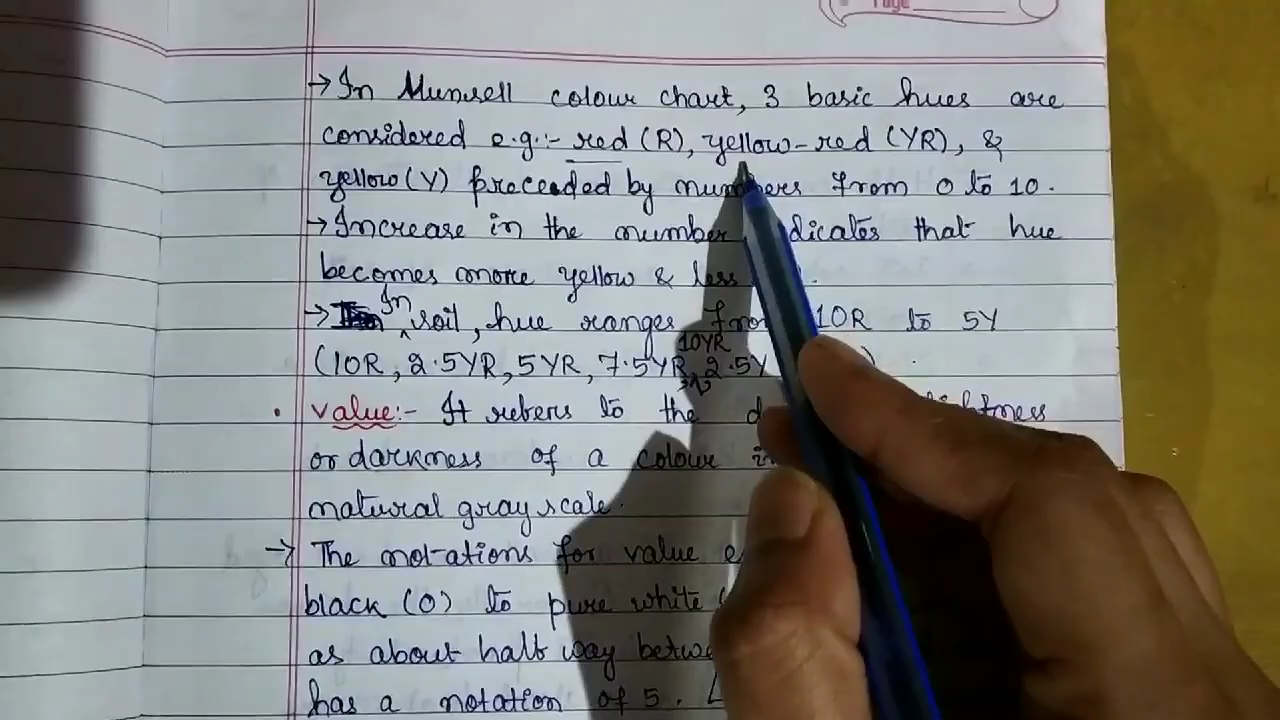 Page
→ In Munsell colour chart, 3 basic hues are
considered e.g.:- red (R), yellow-red (YR), &
yellow (Y) preceeded by numbers from 0 to 10.
→ Increase in the number dicates that hue
becomes more yellow & less
→ In soil, hue ranges from 10R to 5Y
10YR
(10R, 2.5YR, 5YR, 7.5YR, 2.5Y )
. value:- It refers to the
or darkness of a colour
natural gray scale.
→ The notations for value
black (0) to pure white
as about half way
has a notation of 5.